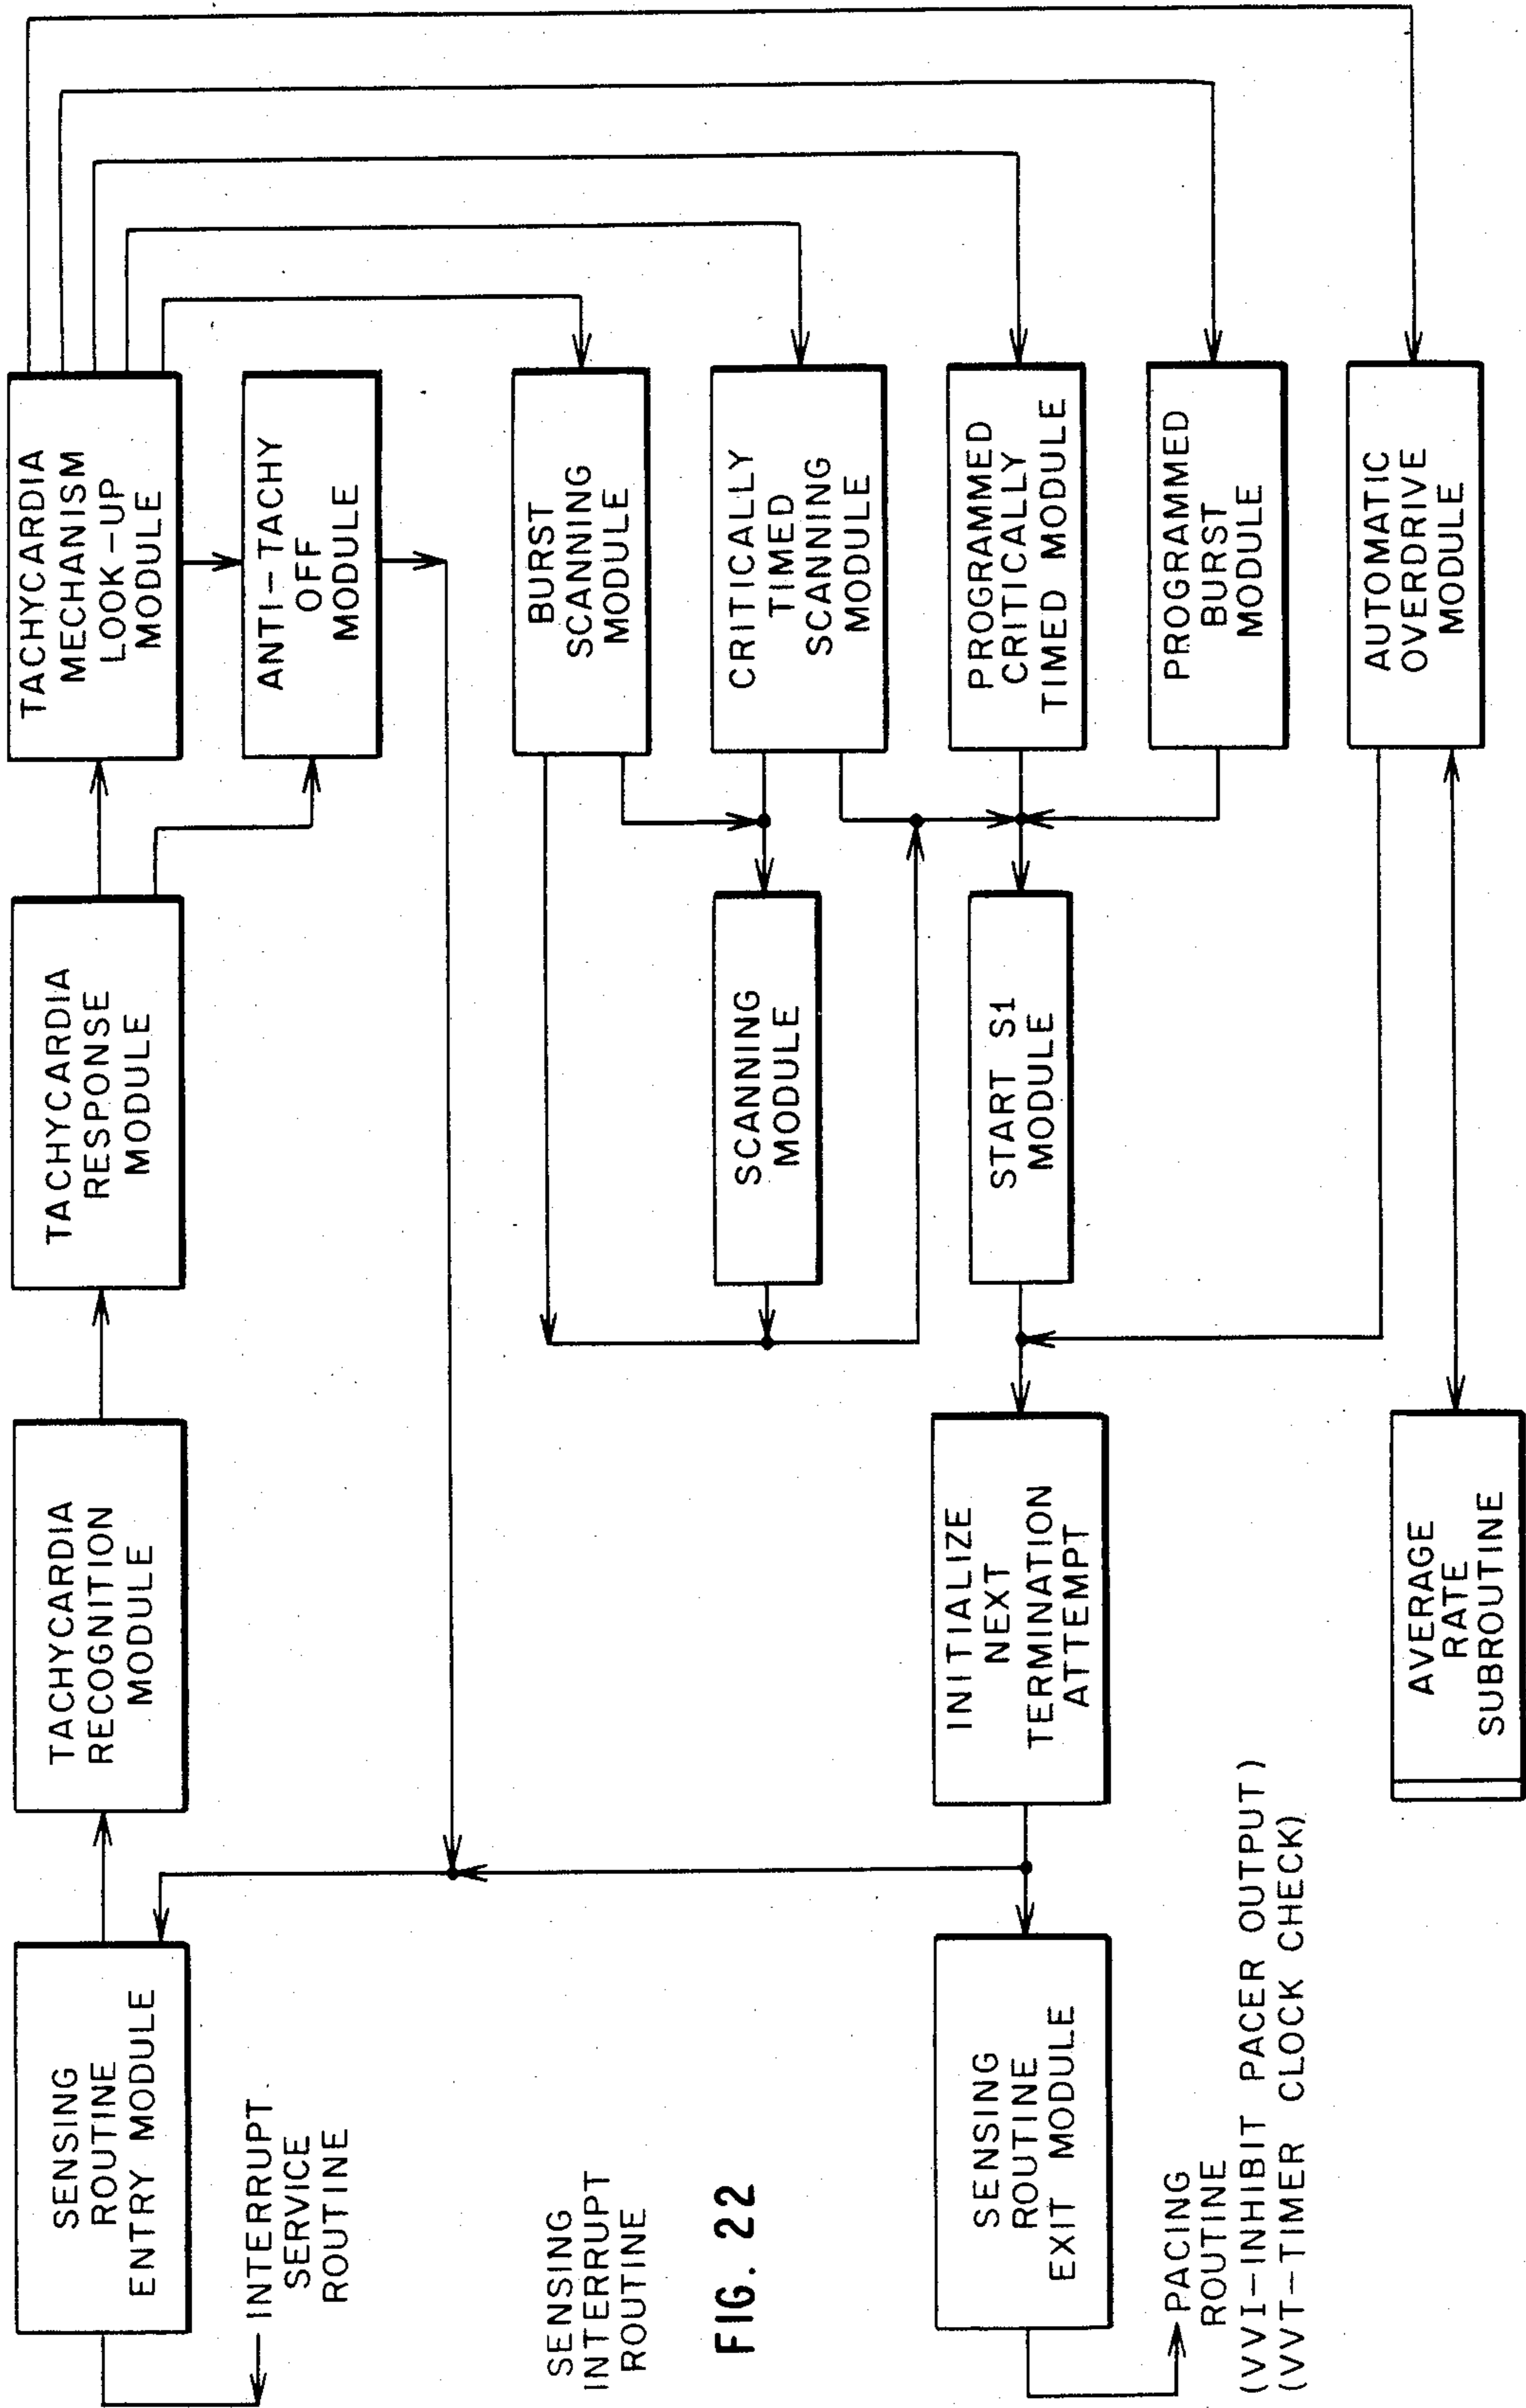 SENSING
ROUTINE
ENTRY MODULE
INTERRUPT
SERVICE
ROUTINE
TACHYCARDIA
RECOGNITION
MODULE
TACHYCARDIA
RESPONSE
MODULE
TACHYCARDIA
MECHANISM
LOOK-UP
MODULE
ANTI-TACHY
OFF
MODULE
SENSING
INTERRUPT
ROUTINE
FIG. 22
BURST
SCANNING
MODULE
SCANNING
MODULE
CRITICALLY
TIMED
SCANNING
MODULE
SENSING
ROUTINE
EXIT MODULE
PACING
ROUTINE
(VVI-INHIBIT PACER OUTPUT)
(VVT-TIMER CLOCK CHECK)
INITIALIZE
NEXT
TERMINATION
ATTEMPT
START S1
MODULE
PROGRAMMED
CRITICALLY
TIMED MODULE
PROGRAMMED
BURST
MODULE
AVERAGE
RATE
SUBROUTINE
AUTOMATIC
OVERDRIVE
MODULE